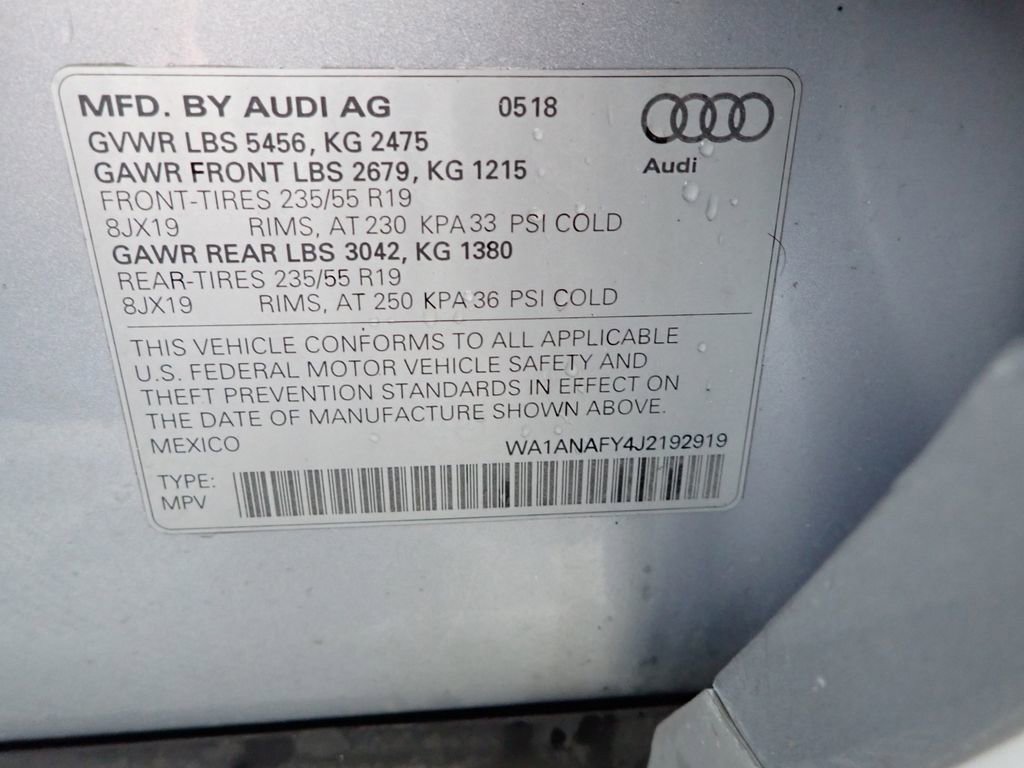 MFD. BY AUDI AG 0518
Audi
GVWR LBS 5456, KG 2475
GAWR FRONT LBS 2679, KG 1215
FRONT-TIRES 235/55 R19
8JX19 RIMS, AT 230 KPA 33 PSI COLD
GAWR REAR LBS 3042, KG 1380
REAR-TIRES 235/55 R19
8JX19 RIMS, AT 250 KPA 36 PSI COLD
THIS VEHICLE CONFORMS TO ALL APPLICABLE
U.S. FEDERAL MOTOR VEHICLE SAFETY AND
THEFT PREVENTION STANDARDS IN EFFECT ON
THE DATE OF MANUFACTURE SHOWN ABOVE.
MEXICO WA1ANAFY4J2192919
TYPE:
MPV